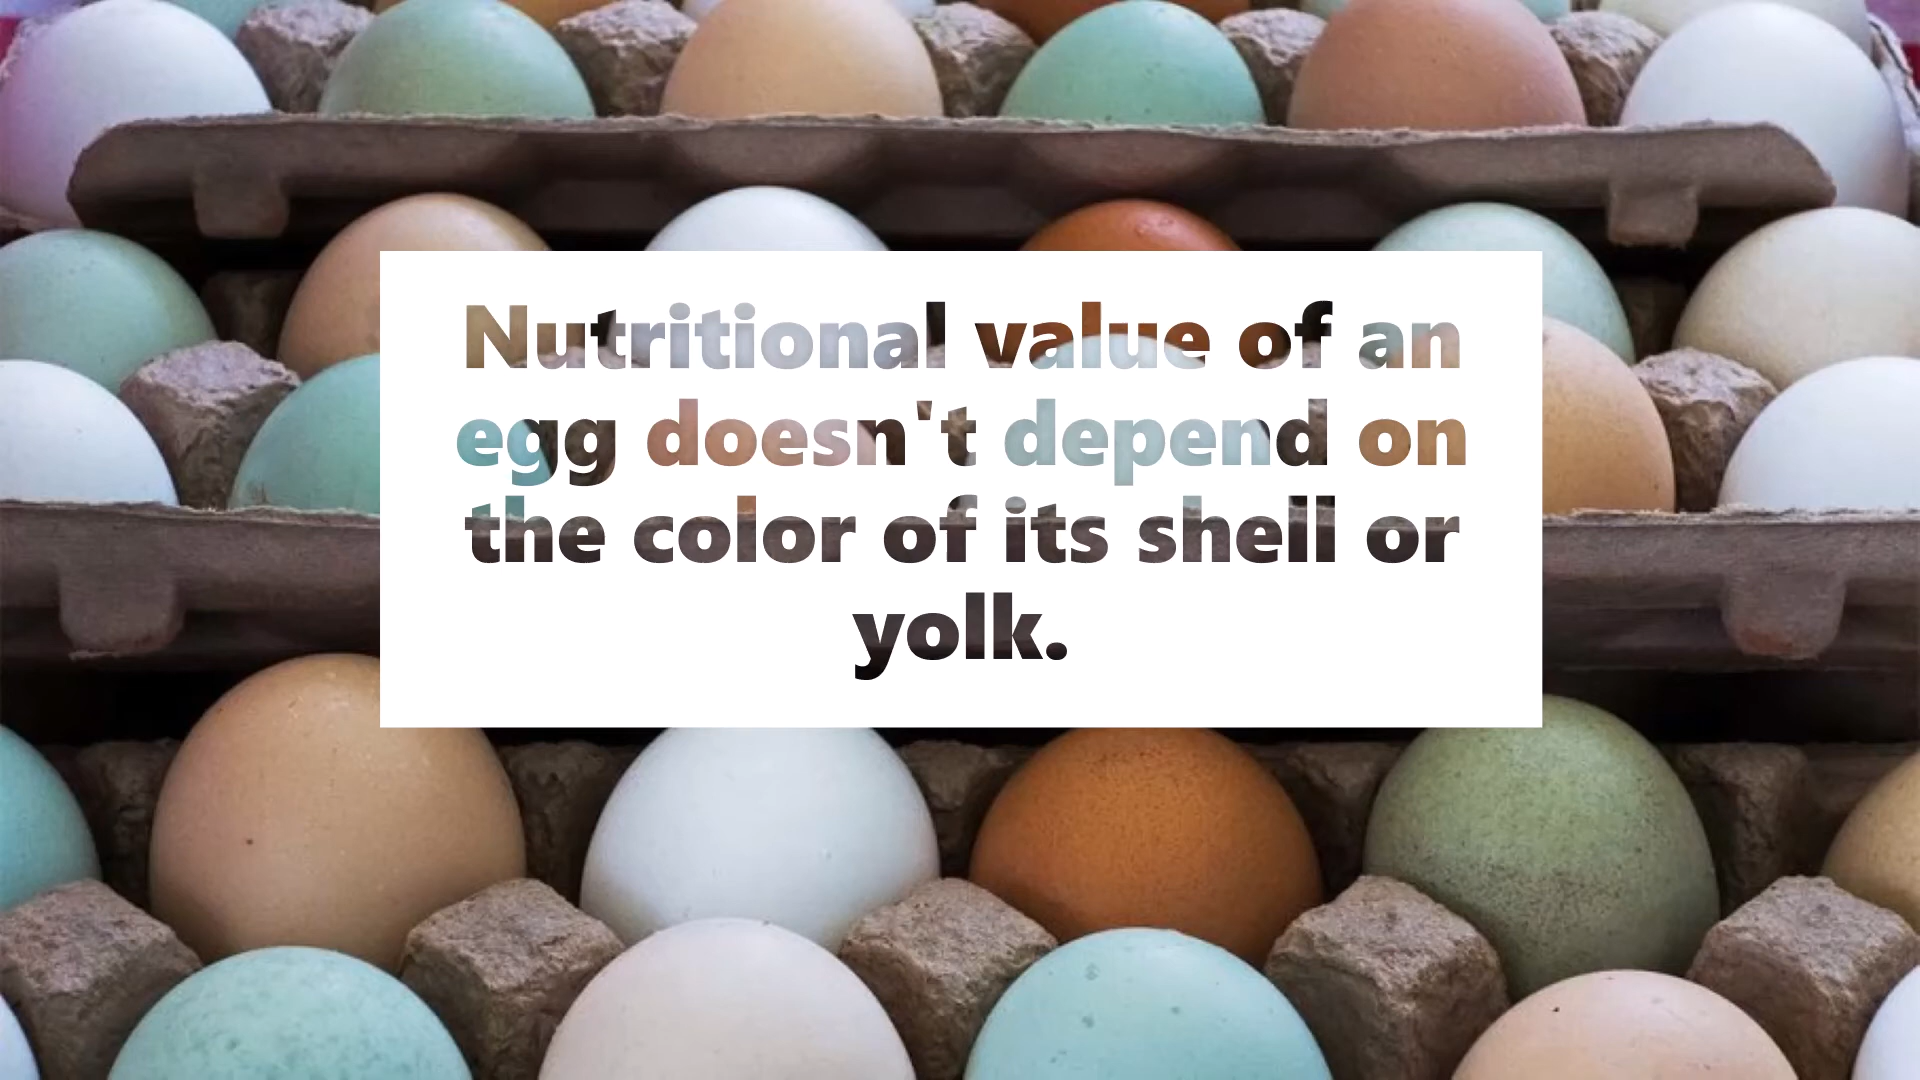 Nutritional value of an
egg doesn't depend on
the color of its shell or
yolk.